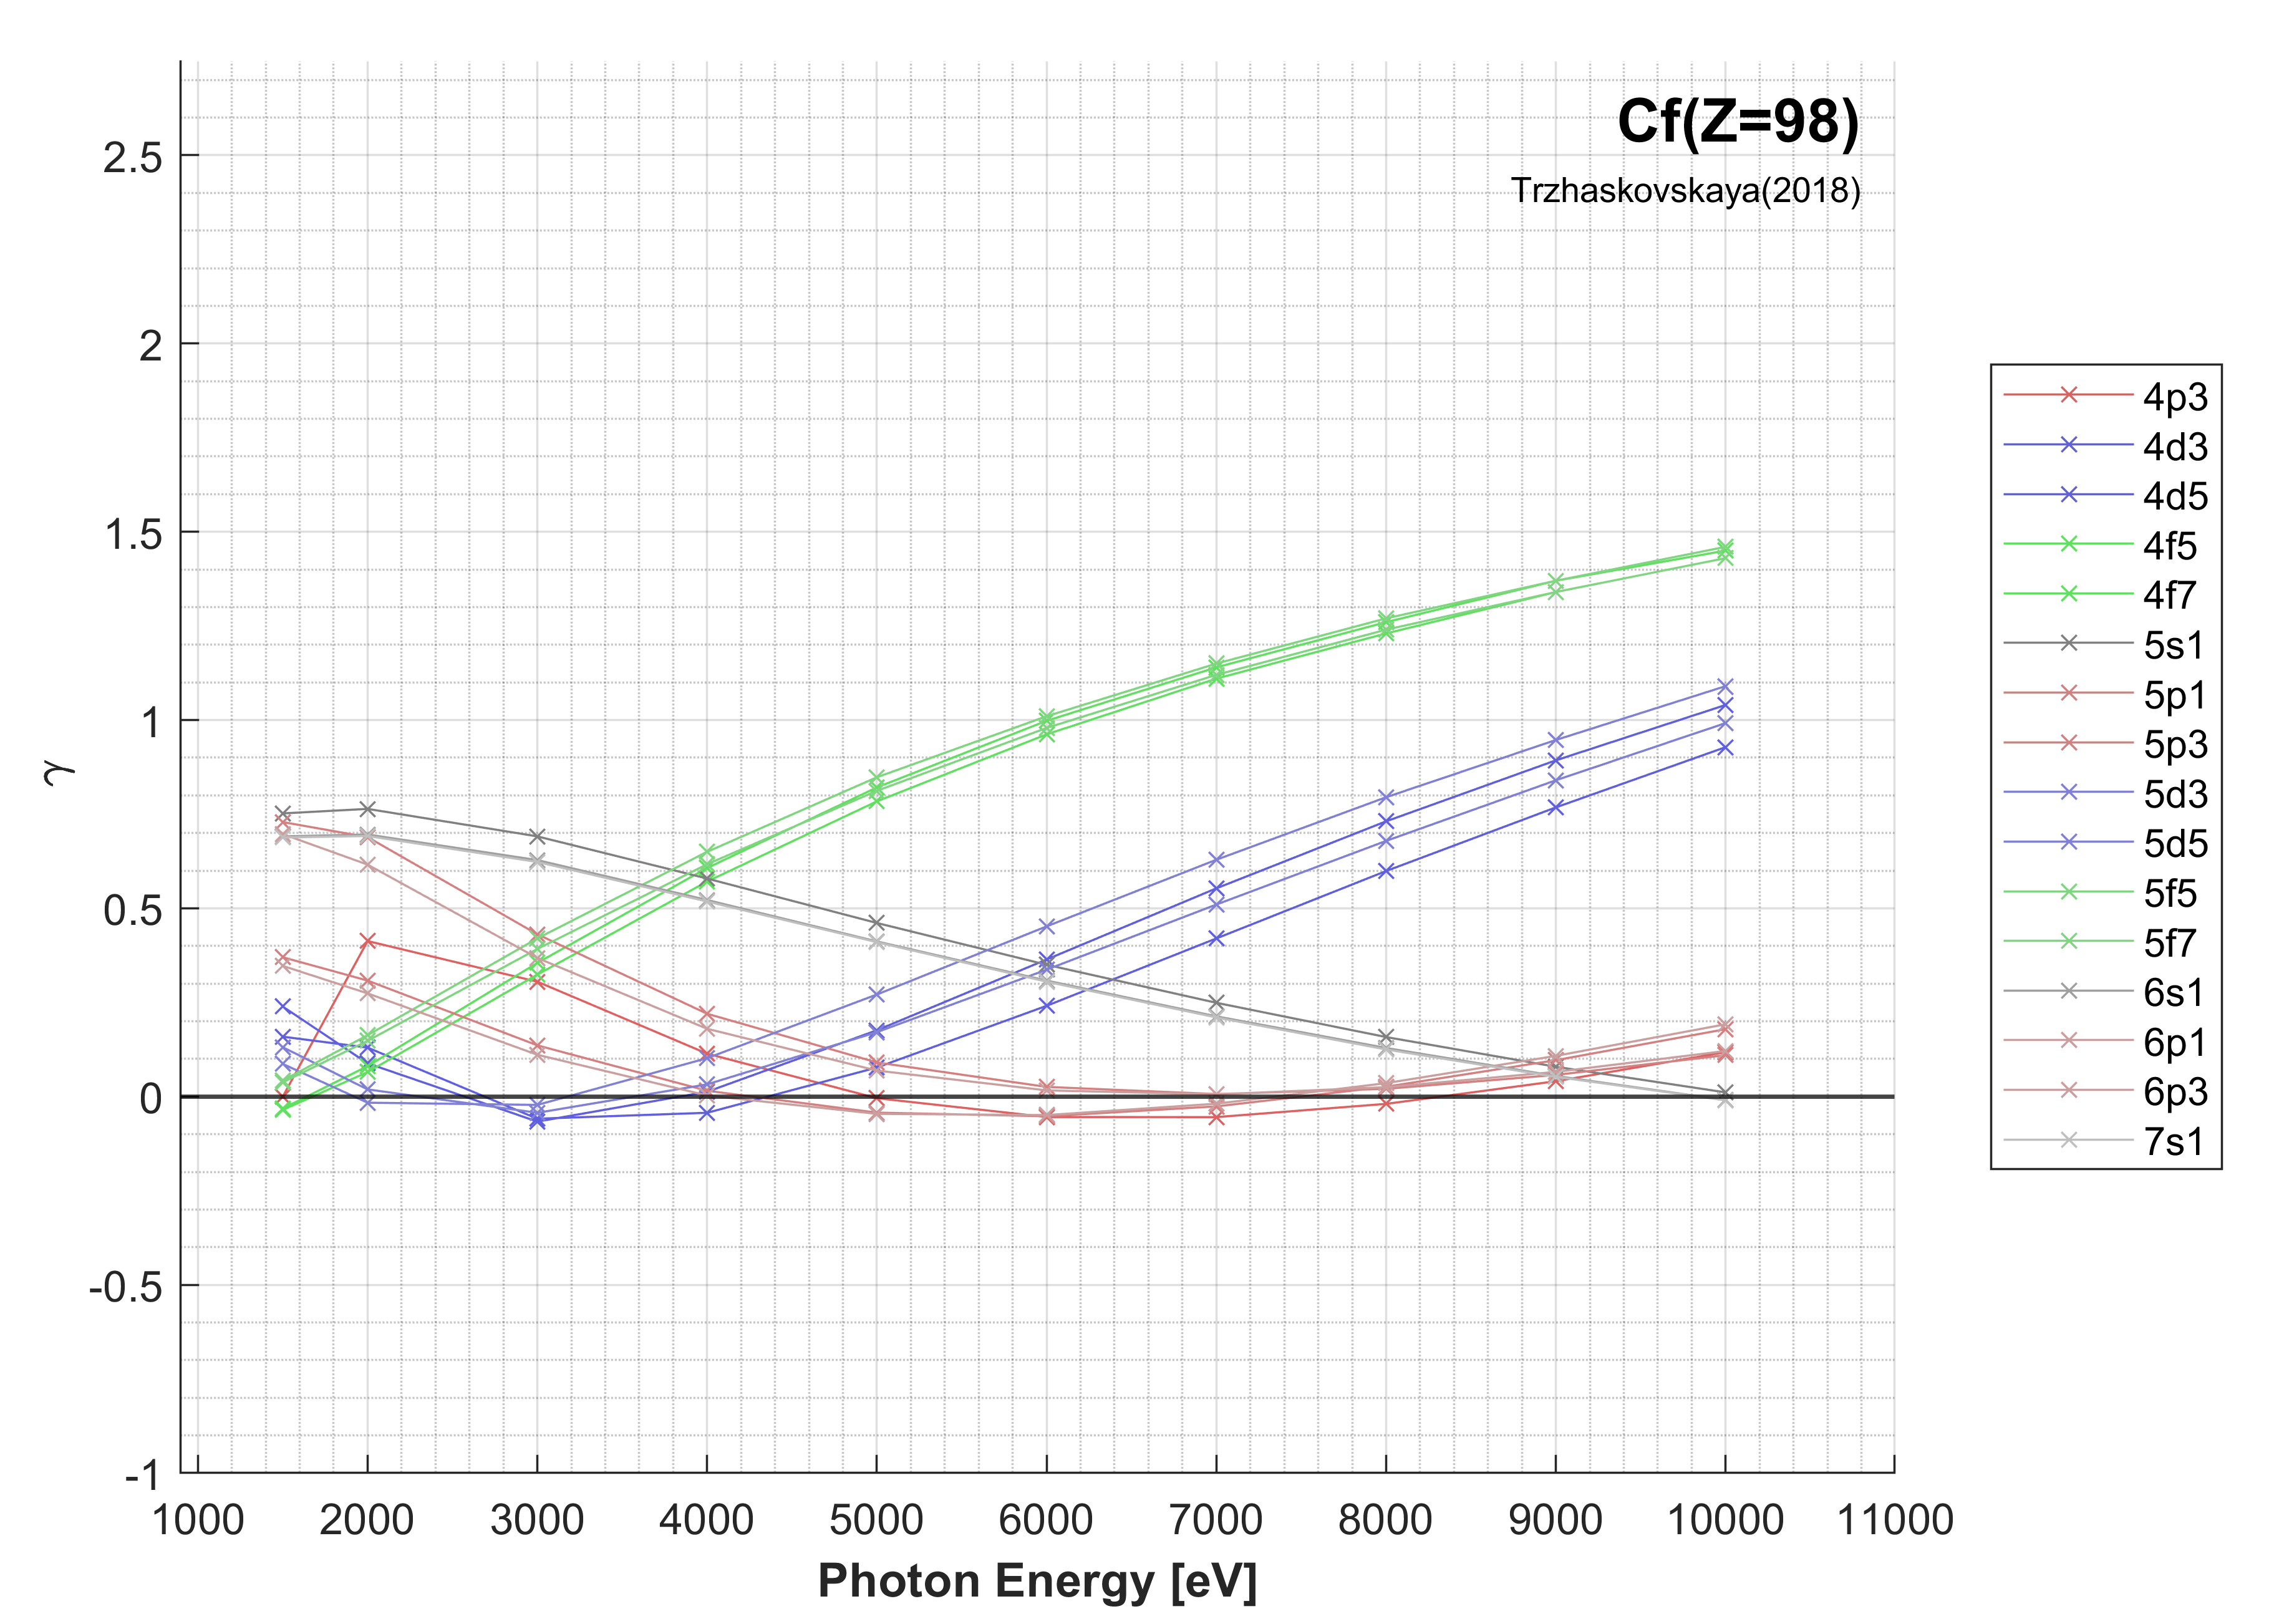 Cf(Z=98)
Trzhaskovskaya(2018)
2.5
2
1.5
1
0.5
0
-0.5
-1
γ
1000 2000 3000 4000 5000 6000 7000 8000 9000 10000 11000
Photon Energy [eV]
4p3
4d3
4d5
4f5
4f7
5s1
5p1
5p3
5d3
5d5
5f5
5f7
6s1
6p1
6p3
7s1